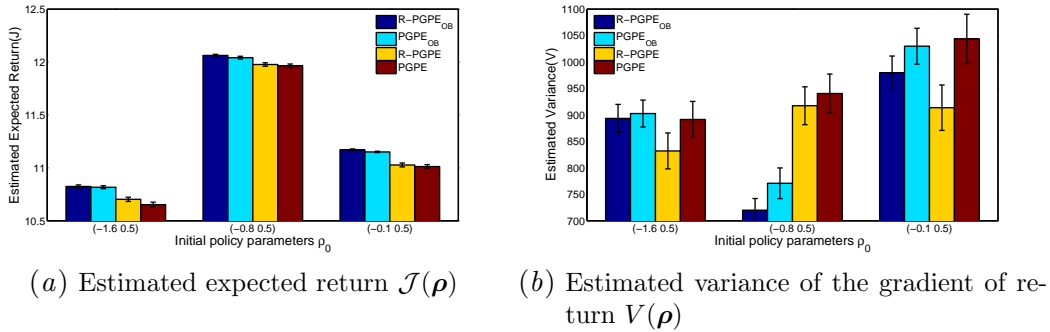 12.5
12
11.5
11
10.5
Estimated Expected Return(J)
R−PGPE_OB
PGPE_OB
R−PGPE
PGPE
(−1.6 0.5)
(−0.8 0.5)
(−0.1 0.5)
Initial policy parameters ρ_0
(a) Estimated expected return 𝒥(ρ)
1100
1050
1000
950
900
850
800
750
700
Estimated Variance(V)
R−PGPE_OB
PGPE_OB
R−PGPE
PGPE
(−1.6 0.5)
(−0.8 0.5)
(−0.1 0.5)
Initial policy parameters ρ_0
(b) Estimated variance of the gradient of re-
turn V(ρ)